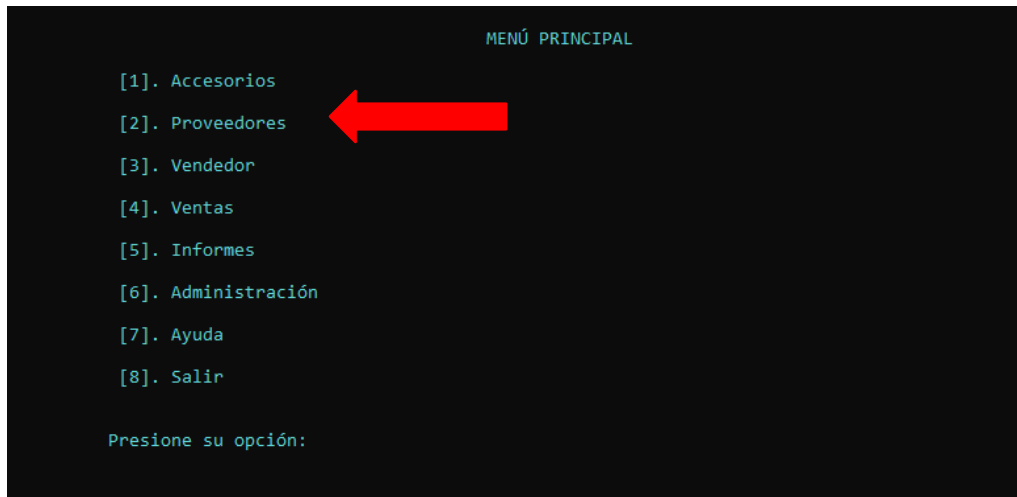 MENÚ PRINCIPAL
[1]. Accesorios
[2]. Proveedores
[3]. Vendedor
[4]. Ventas
[5]. Informes
[6]. Administración
[7]. Ayuda
[8]. Salir
Presione su opción: